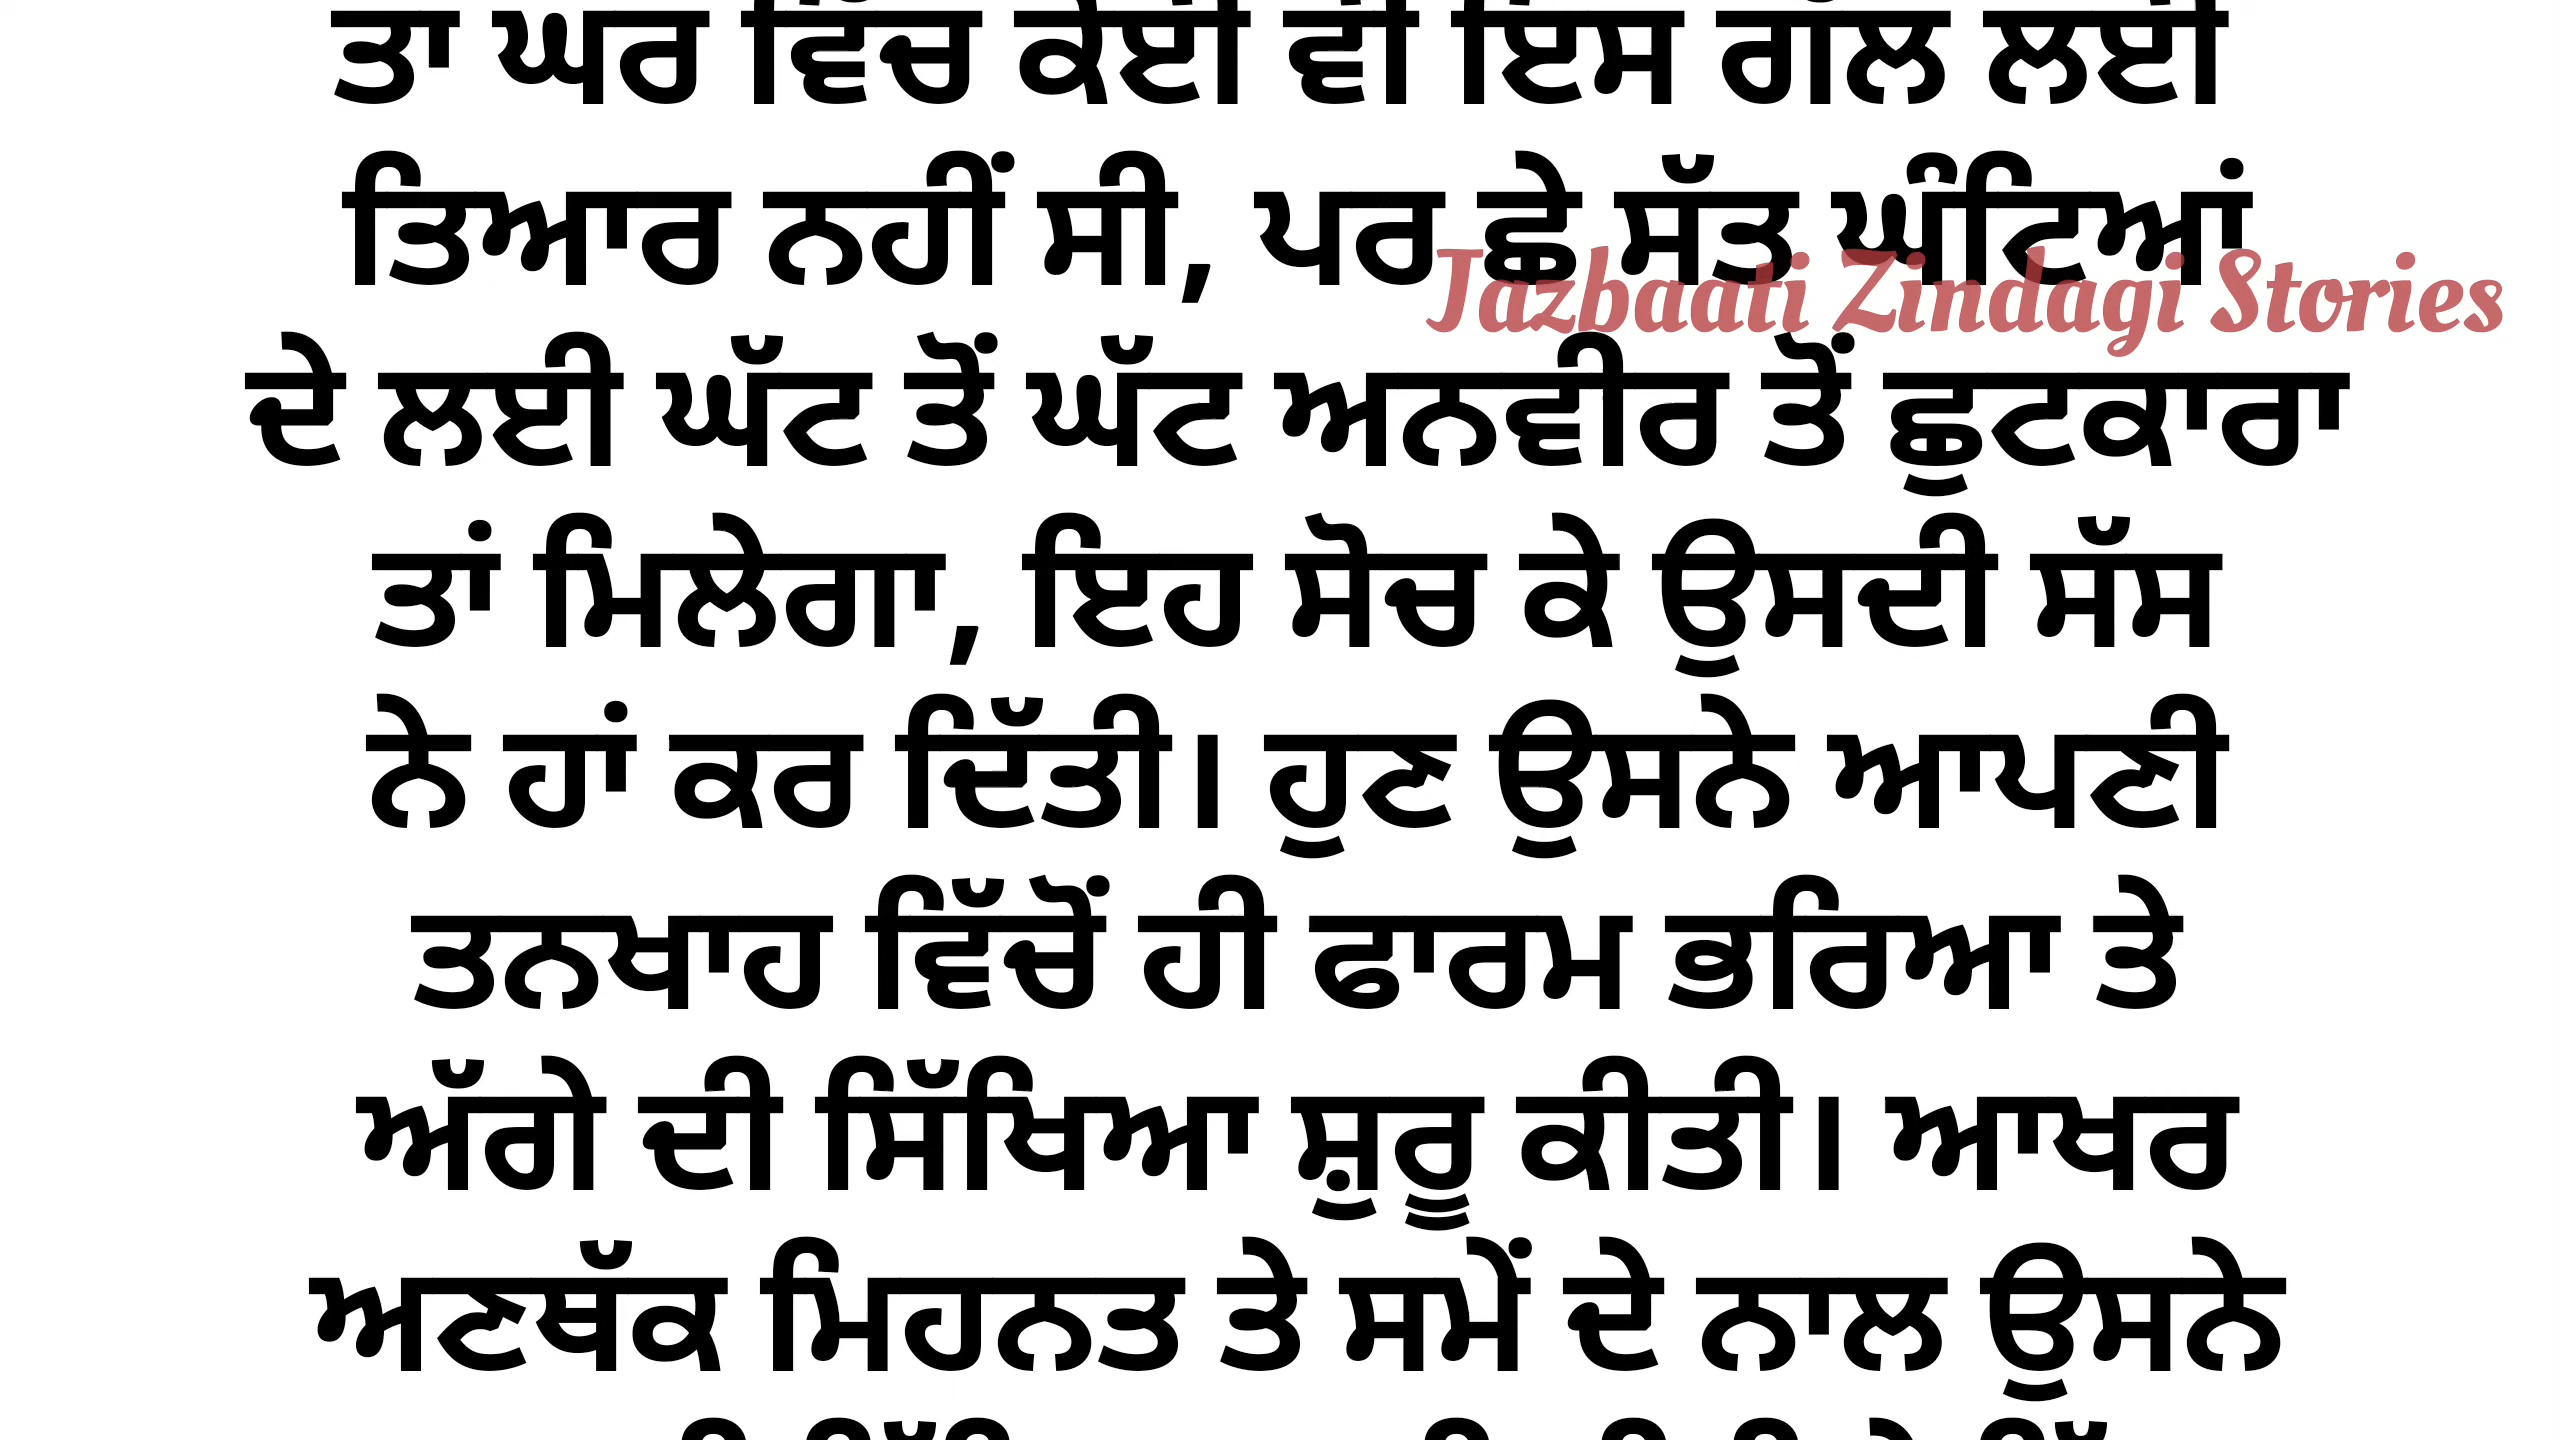 ਤਾਂ ਘਰ ਵਿੱਚ ਕੋਈ ਵੀ ਇਸ ਗੱਲ ਲਈ
ਤਿਆਰ ਨਹੀਂ ਸੀ, ਪਰ ਛੇ ਸੱਤ ਘੰਟਿਆਂ
Jazbaati Zindagi Stories
ਦੇ ਲਈ ਘੱਟ ਤੋਂ ਘੱਟ ਅਨਵੀਰ ਤੋਂ ਛੁਟਕਾਰਾ
ਤਾਂ ਮਿਲੇਗਾ, ਇਹ ਸੋਚ ਕੇ ਉਸਦੀ ਸੱਸ
ਨੇ ਹਾਂ ਕਰ ਦਿੱਤੀ। ਹੁਣ ਉਸਨੇ ਆਪਣੀ
ਤਨਖਾਹ ਵਿੱਚੋਂ ਹੀ ਫਾਰਮ ਭਰਿਆ ਤੇ
ਅੱਗੇ ਦੀ ਸਿੱਖਿਆ ਸ਼ੁਰੂ ਕੀਤੀ। ਆਖਰ
ਅਣਥੱਕ ਮਿਹਨਤ ਤੇ ਸਮੇਂ ਦੇ ਨਾਲ ਉਸਨੇ